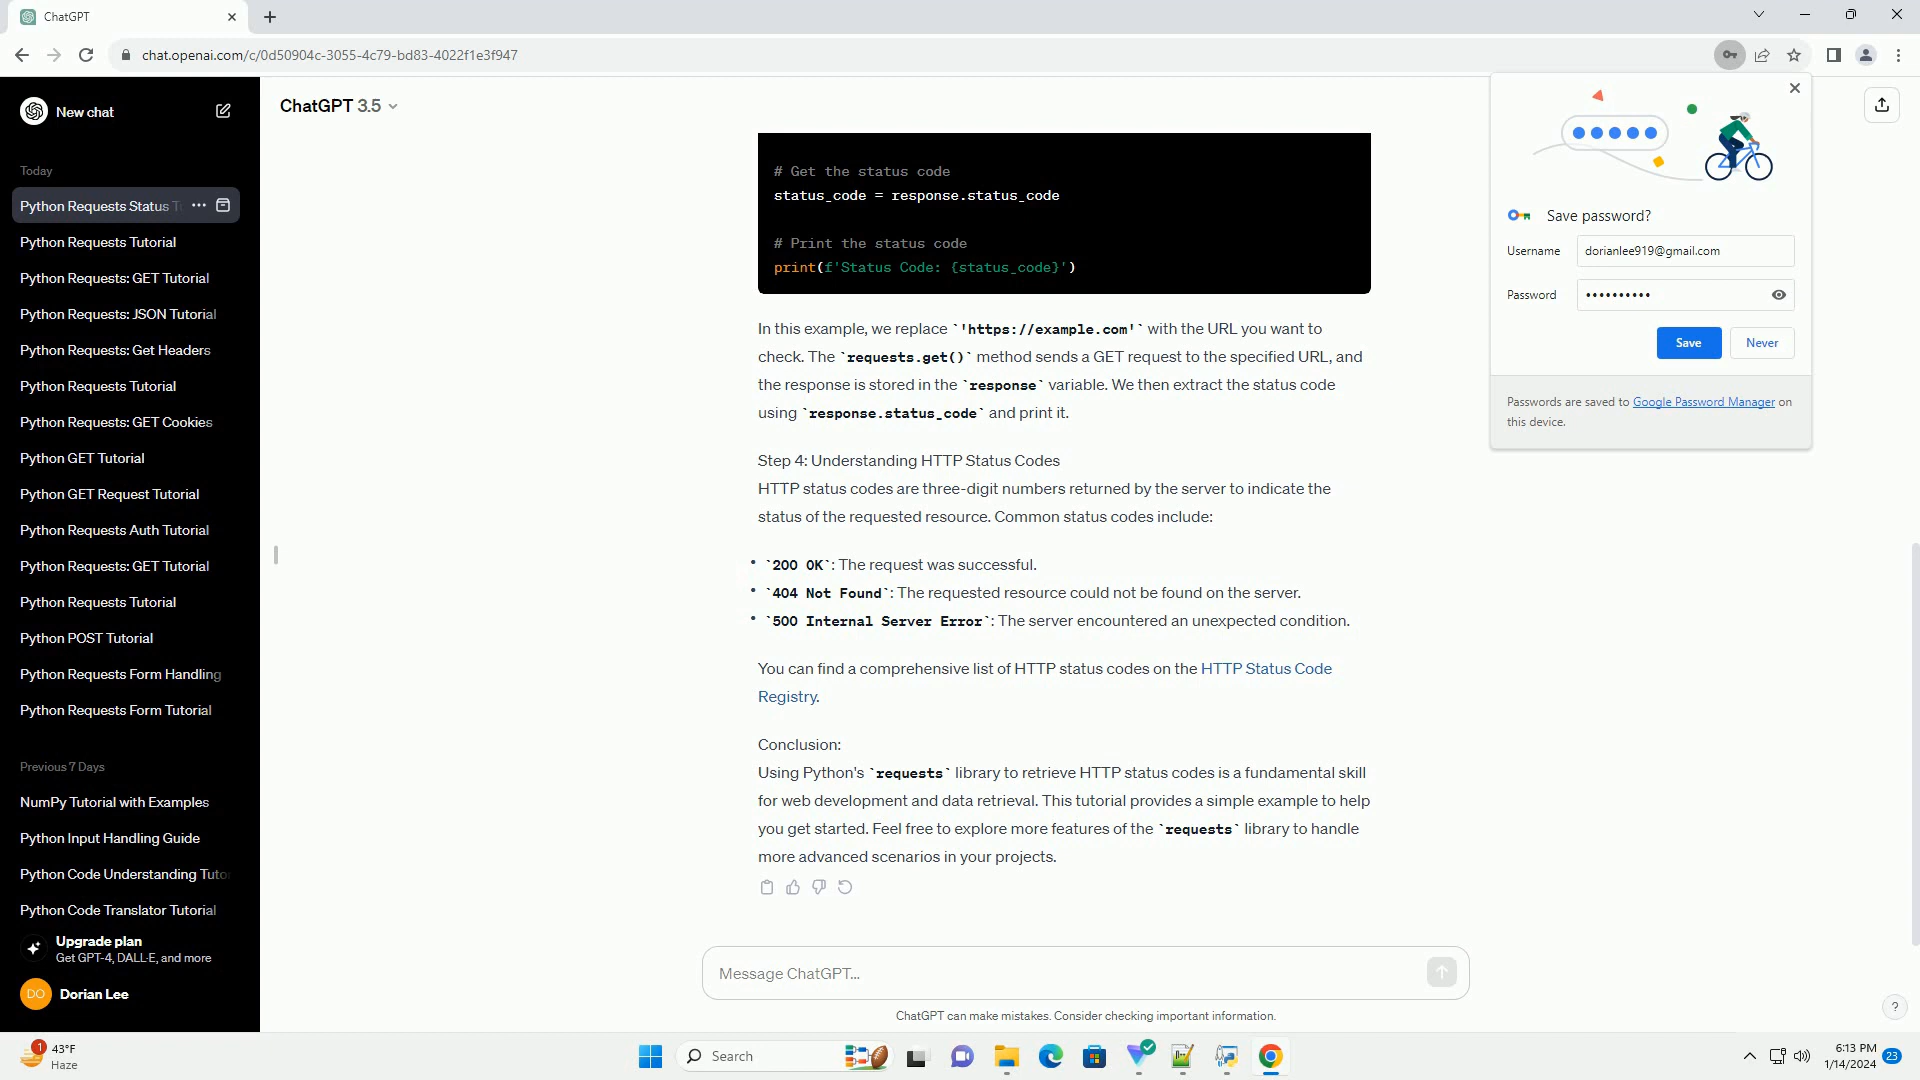 ChatGPT
chat.openai.com/c/0d50904c-3055-4c79-bd83-4022f1e3f947
New chat
Today
Python Requests Status T
Python Requests Tutorial
Python Requests: GET Tutorial
Python Requests: JSON Tutorial
Python Requests: Get Headers
Python Requests Tutorial
Python Requests: GET Cookies
Python GET Tutorial
Python GET Request Tutorial
Python Requests Auth Tutorial
Python Requests: GET Tutorial
Python Requests Tutorial
Python POST Tutorial
Python Requests Form Handling
Python Requests Form Tutorial
Previous 7 Days
NumPy Tutorial with Examples
Python Input Handling Guide
Python Code Understanding Tuto
Python Code Translator Tutorial
Upgrade plan
Get GPT-4, DALL·E, and more
DO Dorian Lee
ChatGPT 3.5
# Get the status code
status_code = response.status_code
# Print the status code
print(f'Status Code: {status_code}')
In this example, we replace `'https://example.com'` with the URL you want to
check. The `requests.get()` method sends a GET request to the specified URL, and
the response is stored in the `response` variable. We then extract the status code
using `response.status_code` and print it.
Step 4: Understanding HTTP Status Codes
HTTP status codes are three-digit numbers returned by the server to indicate the
status of the requested resource. Common status codes include:
• `200 OK`: The request was successful.
• `404 Not Found`: The requested resource could not be found on the server.
• `500 Internal Server Error`: The server encountered an unexpected condition.
You can find a comprehensive list of HTTP status codes on the HTTP Status Code
Registry.
Conclusion:
Using Python's `requests` library to retrieve HTTP status codes is a fundamental skill
for web development and data retrieval. This tutorial provides a simple example to help
you get started. Feel free to explore more features of the `requests` library to handle
more advanced scenarios in your projects.
Message ChatGPT...
ChatGPT can make mistakes. Consider checking important information.
?
Save password?
Username dorianlee919@gmail.com
Password ••••••••••
Save Never
Passwords are saved to Google Password Manager on
this device.
1
43°F
Haze
Search
6:13 PM
1/14/2024
23